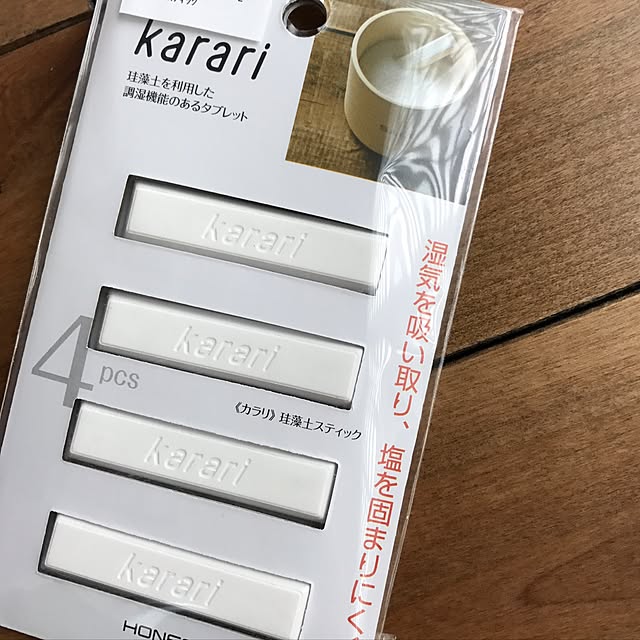 karari
珪藻土を利用した
調湿機能のあるタブレット
karari
karari
4
pcs
《カラリ》珪藻土スティック
karari
karari
湿気を吸い取り、塩を固まりにく